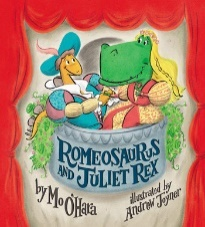 ROMEOSAURUS
AND JULIET REX
by Mo O'Hara
illustrated by
Andrew Joyner